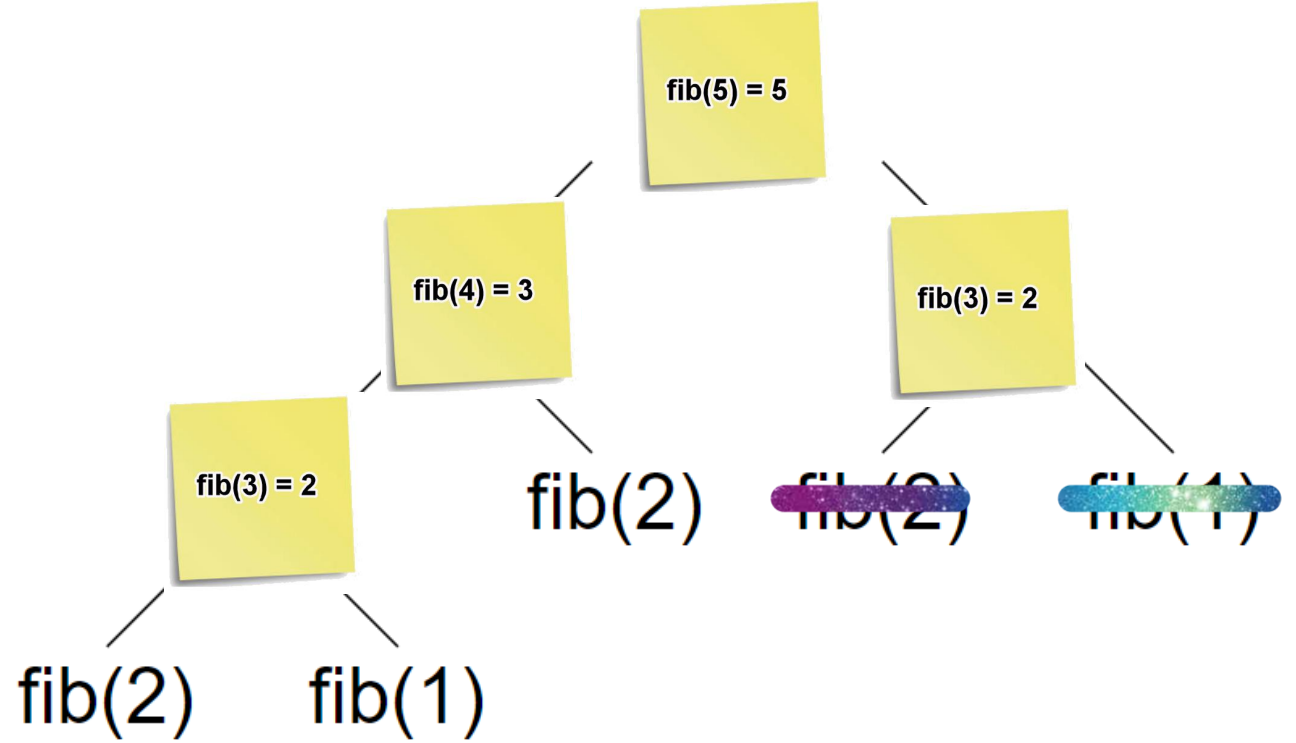 fib(5) = 5
fib(4) = 3
fib(3) = 2
fib(3) = 2
fib(2)
fib(2)
fib(1)
fib(2)
fib(1)